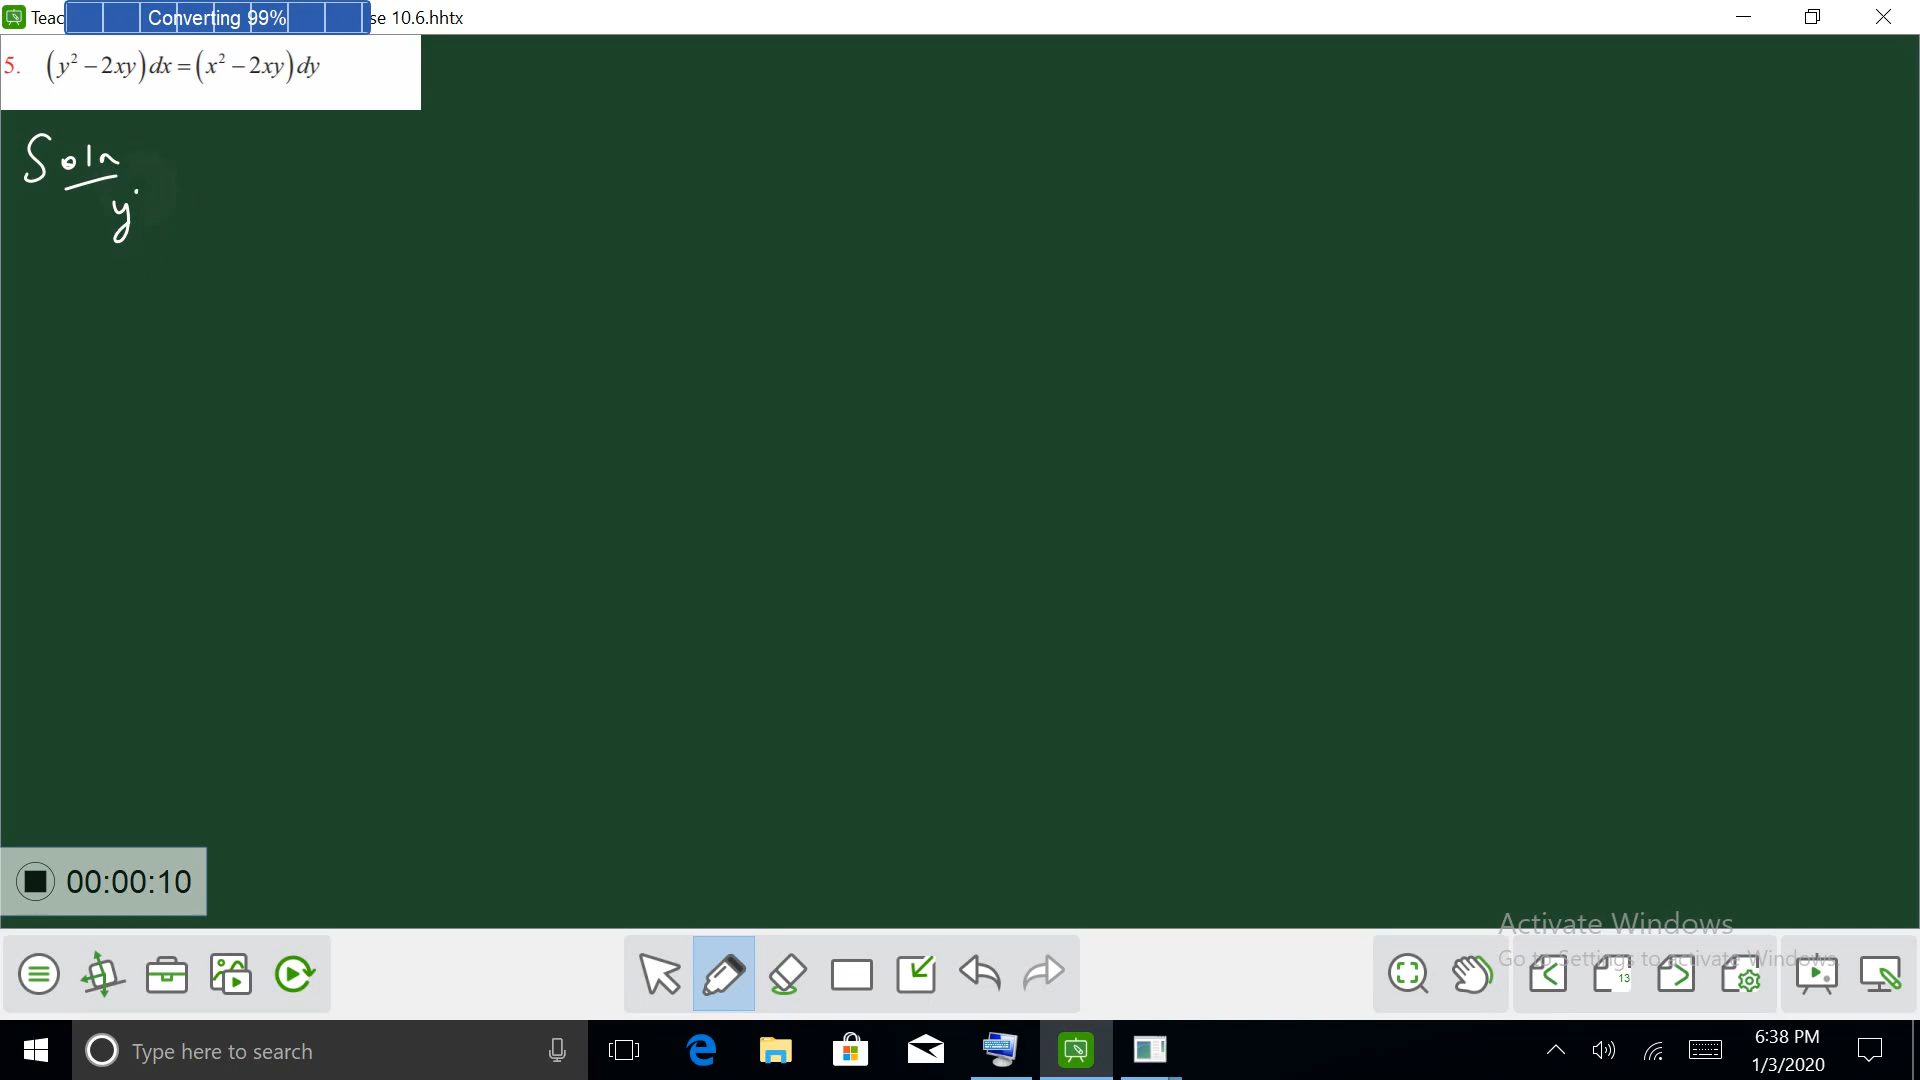 Teac Converting 99% se 10.6.hhtx
5. (y² − 2xy)dx = (x² − 2xy)dy
Soln
y
00:00:10
Activate Windows
Go to Settings to activate Windows.
13
Type here to search
6:38 PM
1/3/2020